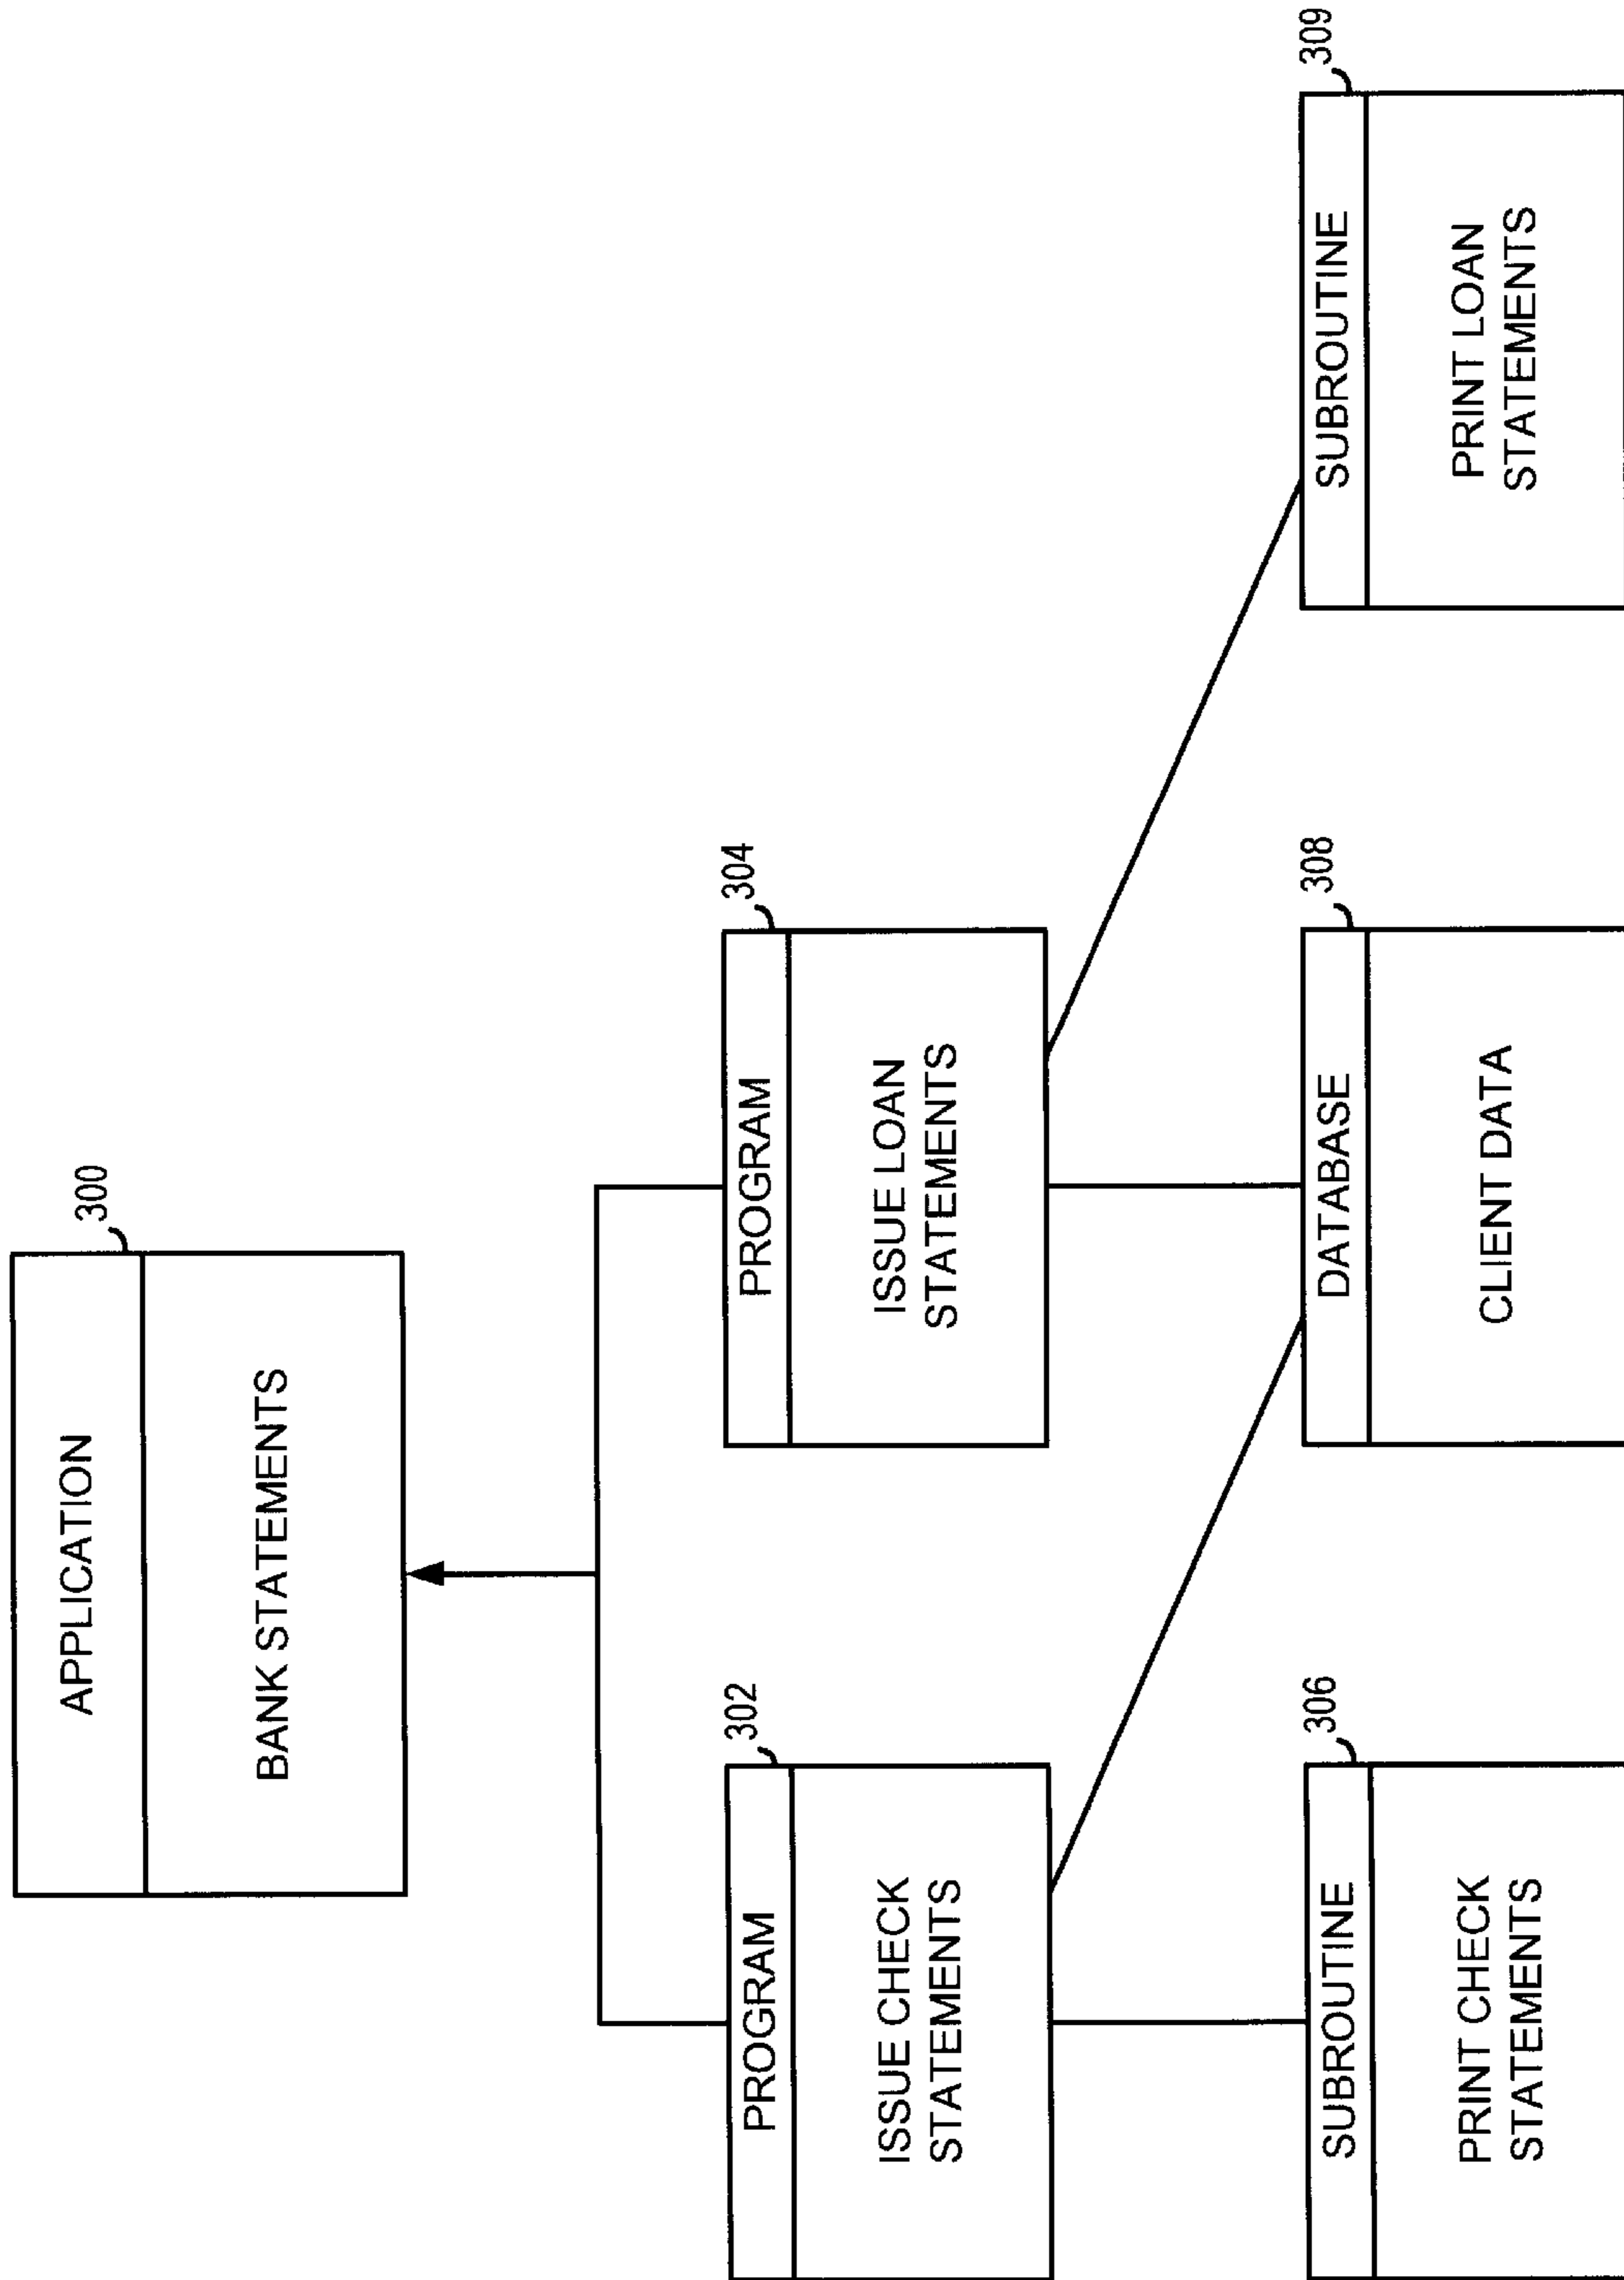 APPLICATION
300
BANK STATEMENTS
PROGRAM
302
ISSUE CHECK
STATEMENTS
PROGRAM
304
ISSUE LOAN
STATEMENTS
SUBROUTINE
306
PRINT CHECK
STATEMENTS
DATABASE
308
CLIENT DATA
SUBROUTINE
309
PRINT LOAN
STATEMENTS